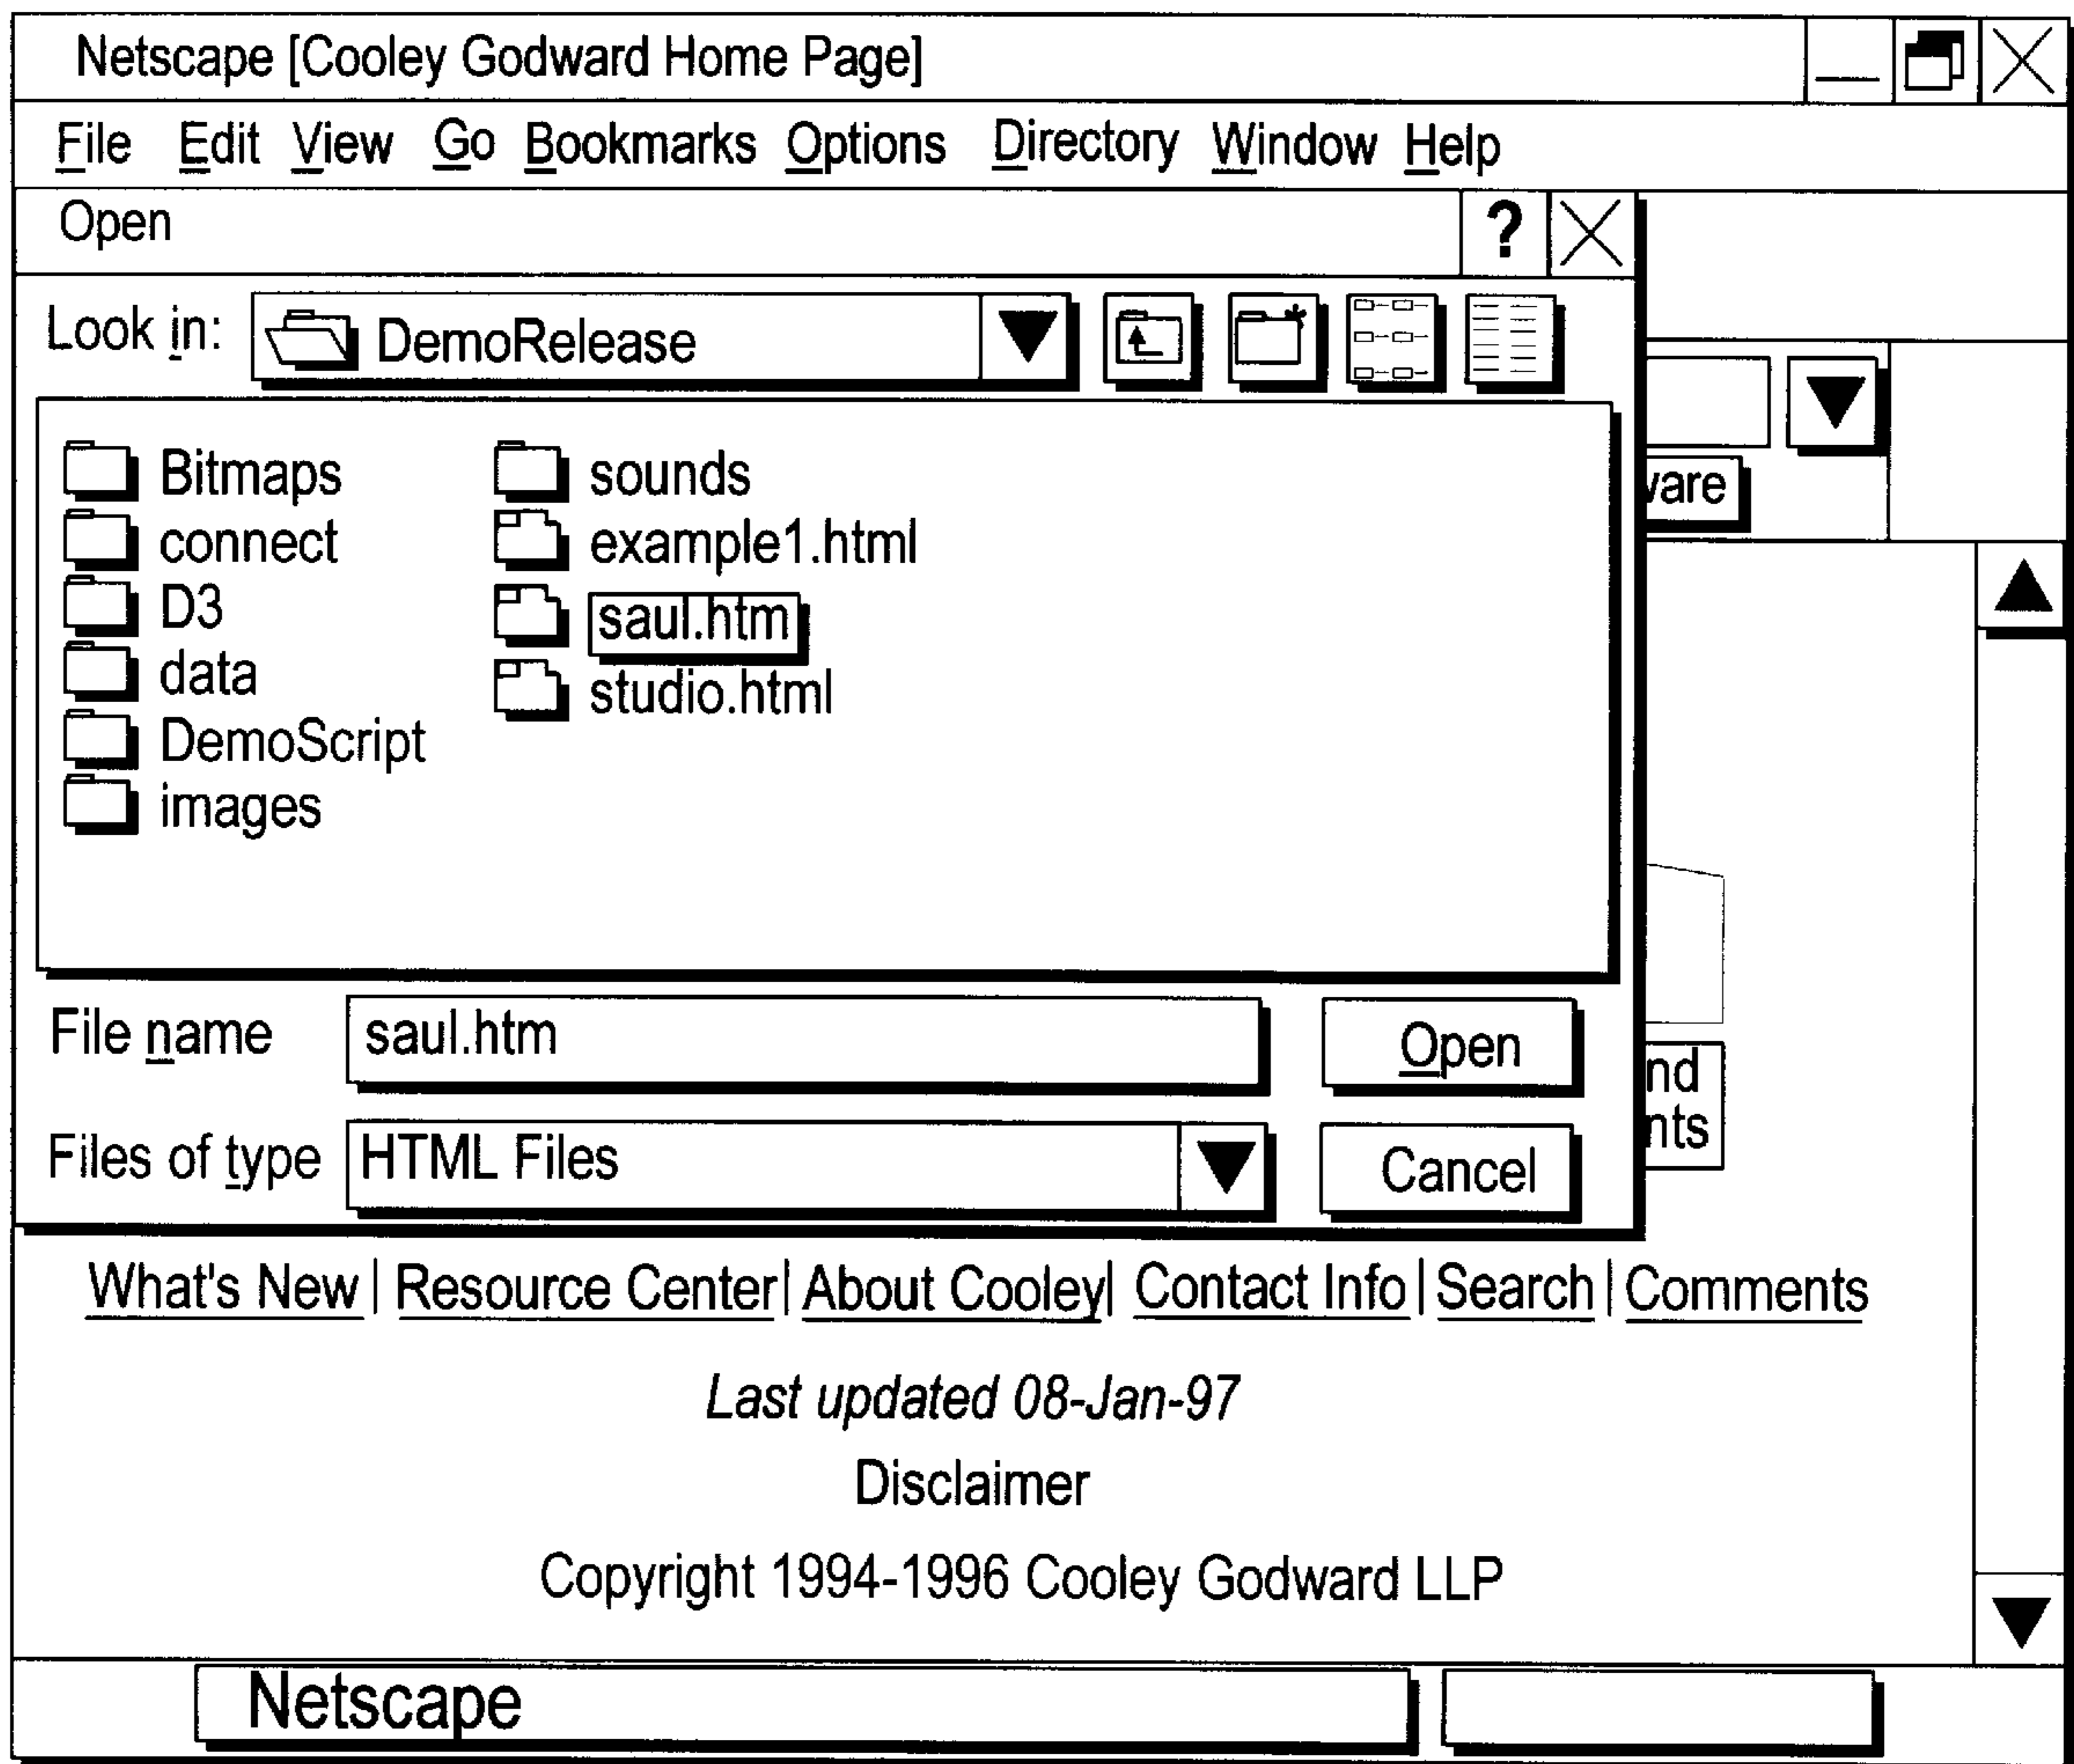 Netscape [Cooley Godward Home Page]
File Edit View Go Bookmarks Options Directory Window Help
Open ?
Look in: DemoRelease
Bitmaps sounds
connect example1.html
D3 saul.htm
data studio.html
DemoScript
images
ware
File name saul.htm Open
nd
nts
Files of type HTML Files Cancel
What's New | Resource Center | About Cooley | Contact Info | Search | Comments
Last updated 08-Jan-97
Disclaimer
Copyright 1994-1996 Cooley Godward LLP
Netscape